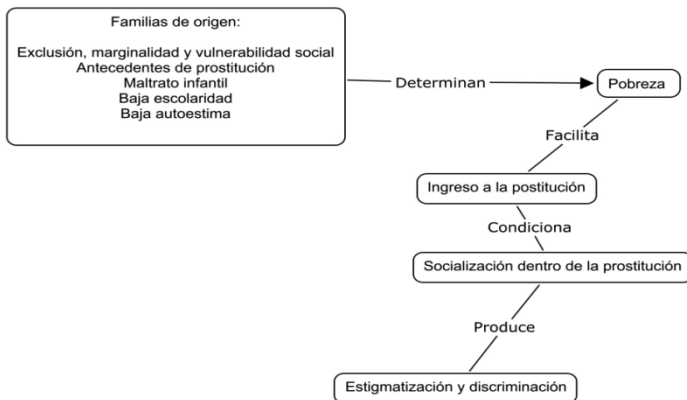 Familias de origen:
Exclusión, marginalidad y vulnerabilidad social
Antecedentes de prostitución
Maltrato infantil
Baja escolaridad
Baja autoestima
Determinan
Pobreza
Facilita
Ingreso a la postitución
Condiciona
Socialización dentro de la prostitución
Produce
Estigmatización y discriminación